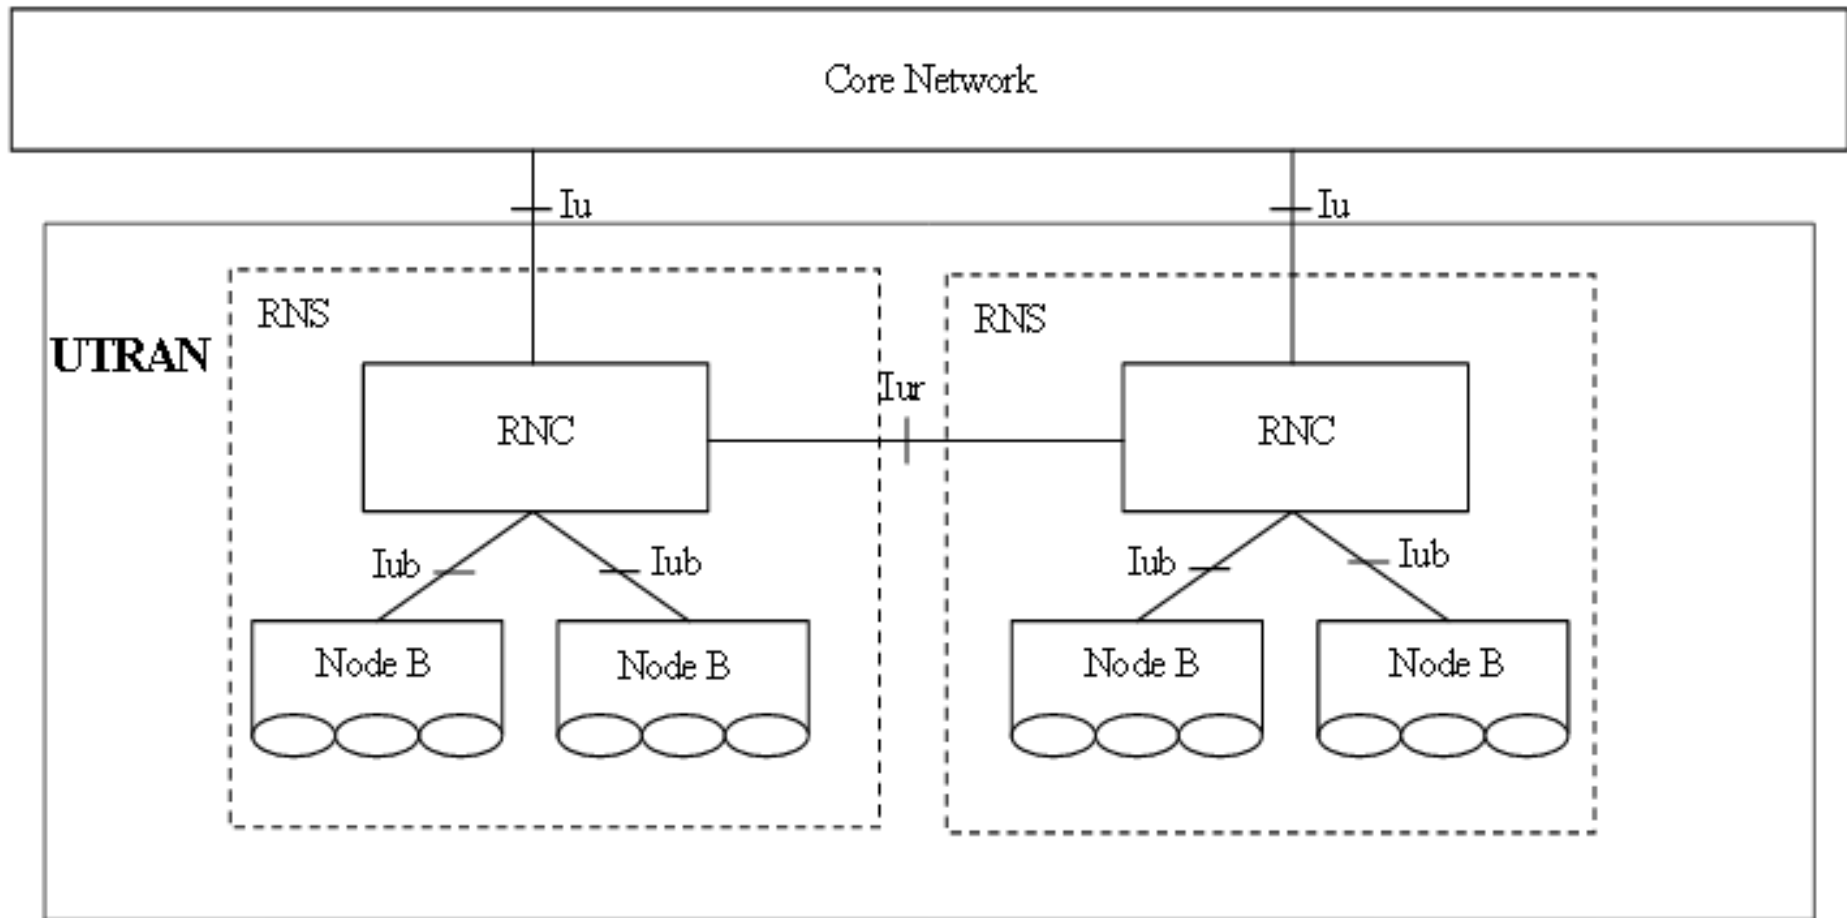 Core Network
Iu
Iu
UTRAN
RNS
RNS
RNC
Iur
RNC
Iub
Iub
Iub
Iub
Node B
Node B
Node B
Node B